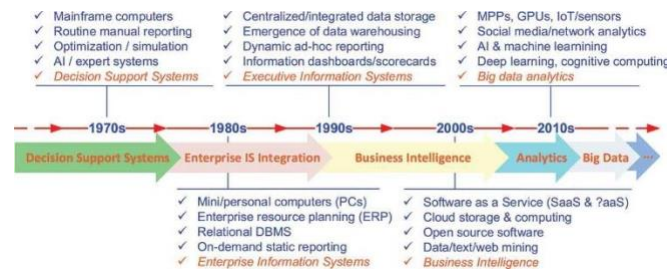 ✓ Mainframe computers
✓ Routine manual reporting
✓ Optimization / simulation
✓ AI / expert systems
✓ Decision Support Systems
✓ Centralized/integrated data storage
✓ Emergence of data warehousing
✓ Dynamic ad-hoc reporting
✓ Information dashboards/scorecards
✓ Executive Information Systems
✓ MPPs, GPUs, IoT/sensors
✓ Social media/network analytics
✓ AI & machine learnining
✓ Deep learning, cognitive computing
✓ Big data analytics
1970s 1980s 1990s 2000s 2010s
Decision Support Systems Enterprise IS Integration Business Intelligence Analytics Big Data ...
✓ Mini/personal computers (PCs)
✓ Enterprise resource planning (ERP)
✓ Relational DBMS
✓ On-demand static reporting
✓ Enterprise Information Systems
✓ Software as a Service (SaaS & ?aaS)
✓ Cloud storage & computing
✓ Open source software
✓ Data/text/web mining
✓ Business Intelligence